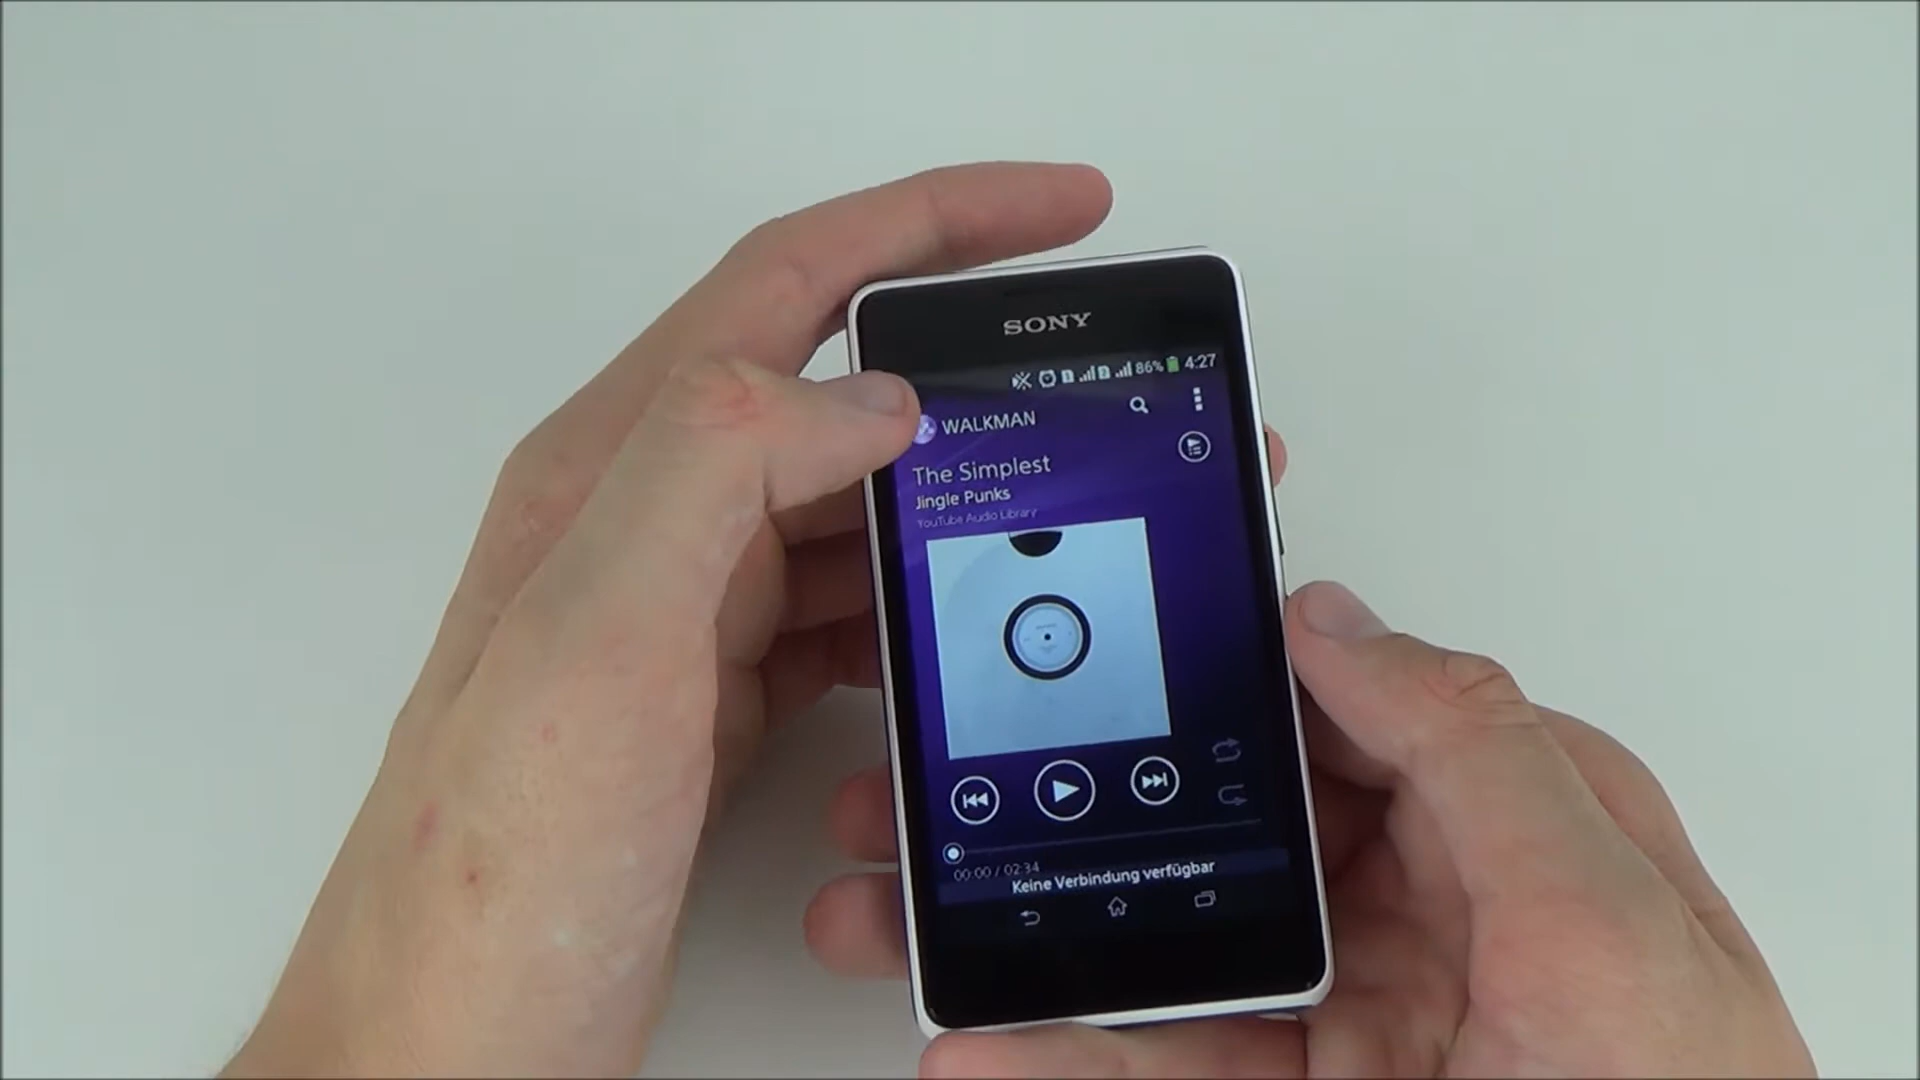 SONY
86% 4:27
WALKMAN
The Simplest
Jingle Punks
YouTube Audio Library
00:00 / 02:34
Keine Verbindung verfügbar